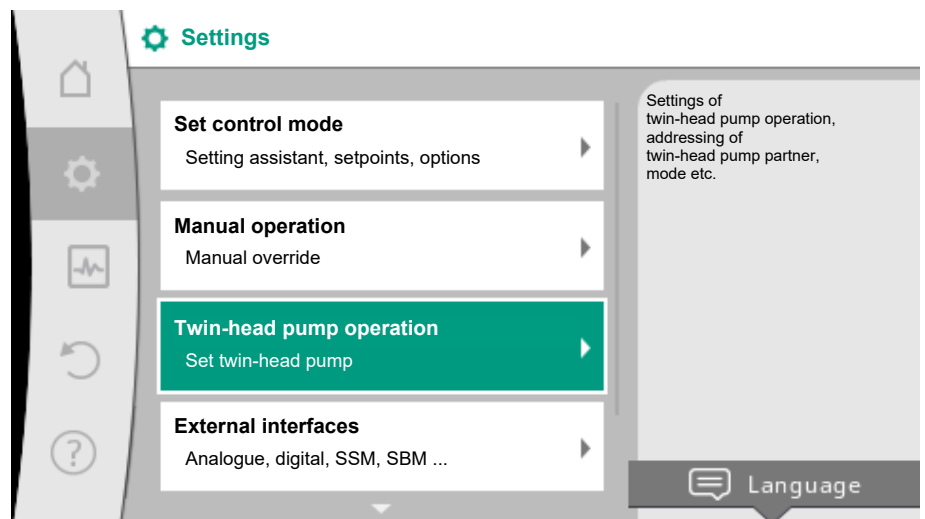 Settings
Set control mode
Setting assistant, setpoints, options
Manual operation
Manual override
Twin-head pump operation
Set twin-head pump
External interfaces
Analogue, digital, SSM, SBM ...
Settings of
twin-head pump operation,
addressing of
twin-head pump partner,
mode etc.
Language
?